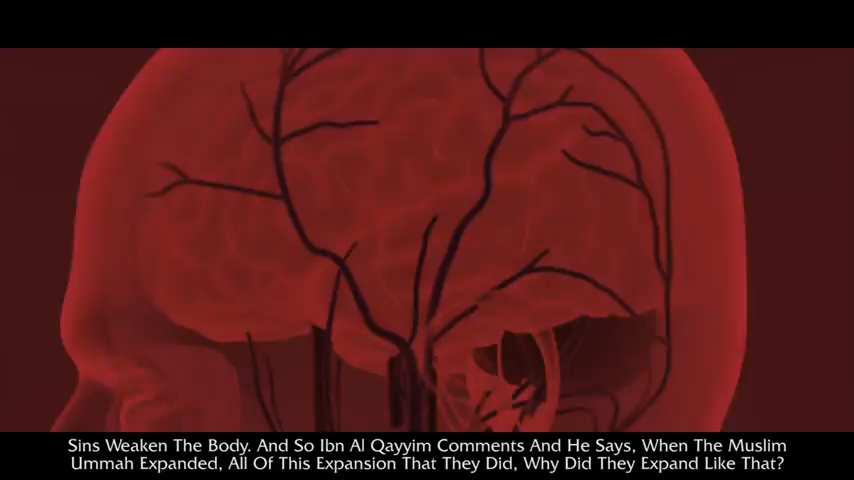 Sins Weaken The Body. And So Ibn Al Qayyim Comments And He Says, When The Muslim
Ummah Expanded, All Of This Expansion That They Did, Why Did They Expand Like That?